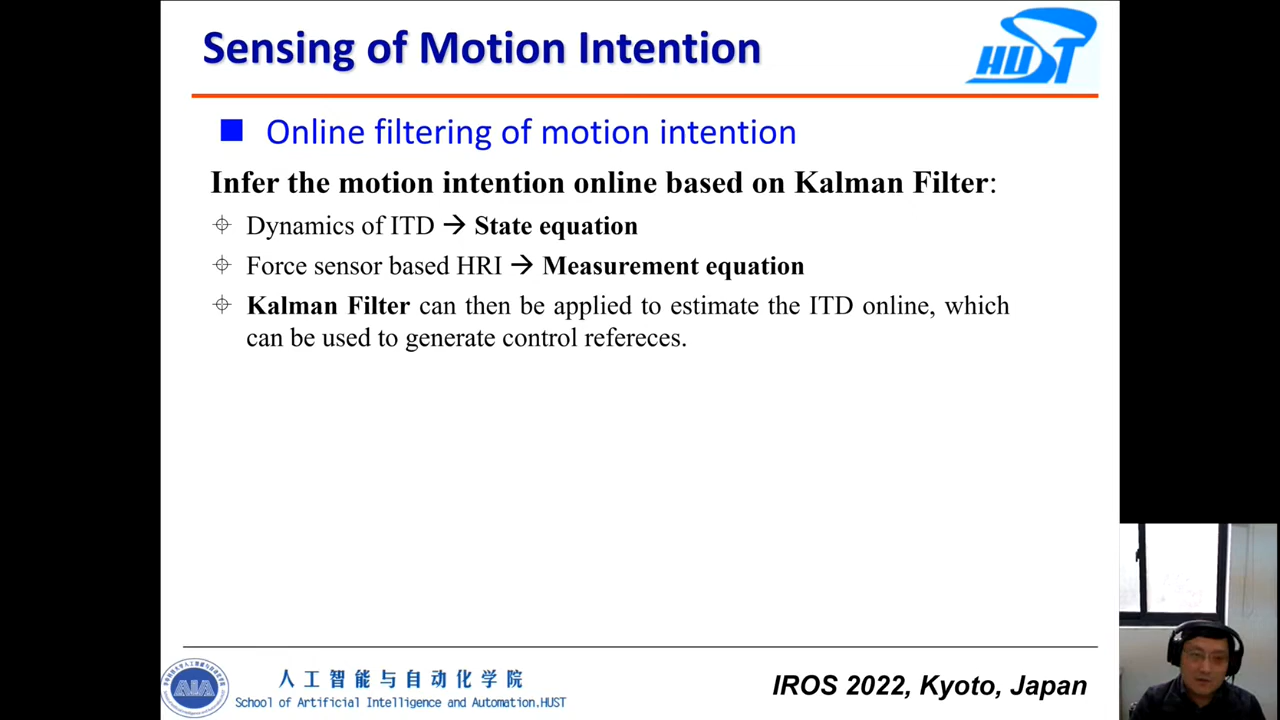 Sensing of Motion Intention
HUST
Online filtering of motion intention
Infer the motion intention online based on Kalman Filter:
Dynamics of ITD → State equation
Force sensor based HRI → Measurement equation
Kalman Filter can then be applied to estimate the ITD online, which
can be used to generate control refereces.
AIA
人工智能与自动化学院
School of Artificial Intelligence and Automation.HUST
IROS 2022, Kyoto, Japan